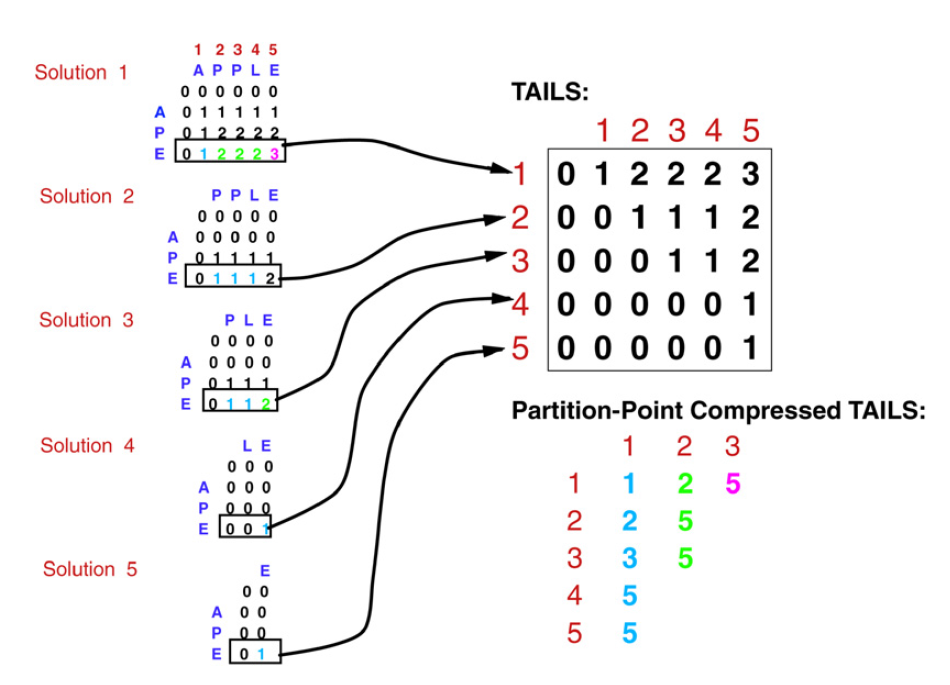 Solution 1
1 2 3 4 5
A P P L E
0 0 0 0 0 0
A 0 1 1 1 1 1
P 0 1 2 2 2 2
E 0 1 2 2 2 3
Solution 2
P P L E
0 0 0 0 0
A 0 0 0 0 0
P 0 1 1 1 1
E 0 1 1 1 2
Solution 3
P L E
0 0 0 0
A 0 0 0 0
P 0 1 1 1
E 0 1 1 2
Solution 4
L E
0 0 0
A 0 0 0
P 0 0 0
E 0 0 1
Solution 5
E
0 0
A 0 0
P 0 0
E 0 1
TAILS:
1 2 3 4 5
1 0 1 2 2 2 3
2 0 0 1 1 1 2
3 0 0 0 1 1 2
4 0 0 0 0 0 1
5 0 0 0 0 0 1
Partition-Point Compressed TAILS:
1 2 3
1 1 2 5
2 2 5
3 3 5
4 5
5 5